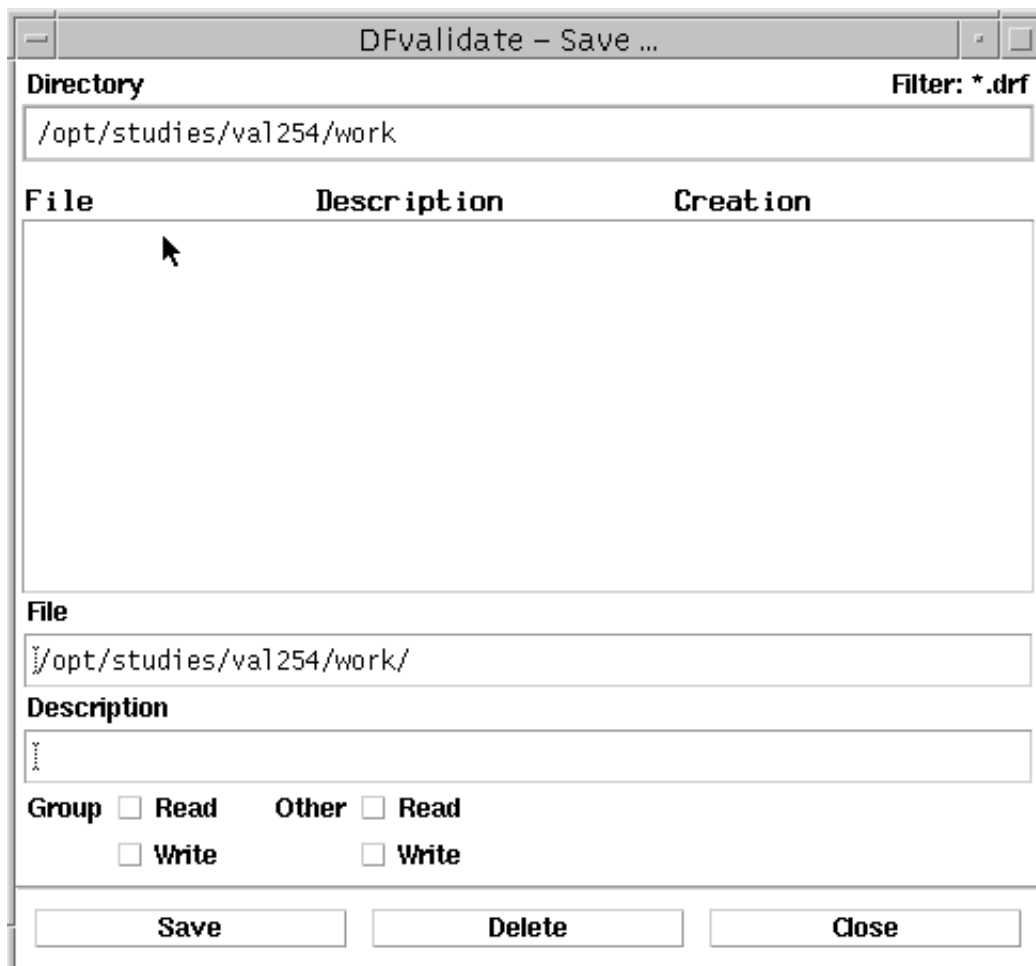 DFvalidate – Save ...
Directory Filter: *.drf
/opt/studies/val254/work
File Description Creation
File
/opt/studies/val254/work/
Description
Group Read Other Read
Write Write
Save Delete Close